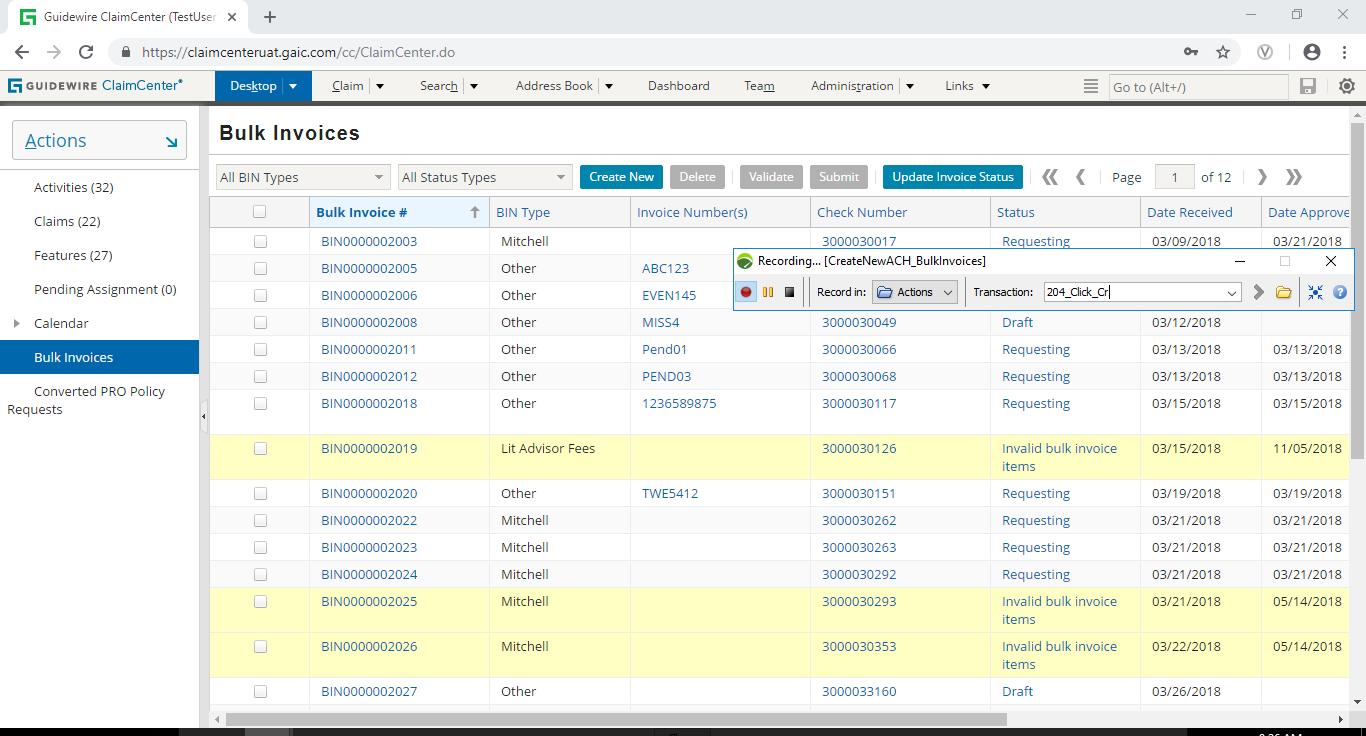 Guidewire ClaimCenter (TestUser
https://claimcenteruat.gaic.com/cc/ClaimCenter.do
GUIDEWIRE ClaimCenter® Desktop Claim Search Address Book Dashboard Team Administration Links Go to (Alt+/)
Actions
Activities (32)
Claims (22)
Features (27)
Pending Assignment (0)
Calendar
Bulk Invoices
Converted PRO Policy
Requests
Bulk Invoices
All BIN Types All Status Types Create New Delete Validate Submit Update Invoice Status Page 1 of 12
Bulk Invoice # BIN Type Invoice Number(s) Check Number Status Date Received Date Approve
BIN0000002003 Mitchell 3000030017 Requesting 03/09/2018 03/21/2018
Recording... [CreateNewACH_BulkInvoices]
Record in: Actions Transaction: 204_Click_Cr
BIN0000002005 Other ABC123
BIN0000002006 Other EVEN145
BIN0000002008 Other MISS4 3000030049 Draft 03/12/2018
BIN0000002011 Other Pend01 3000030066 Requesting 03/13/2018 03/13/2018
BIN0000002012 Other PEND03 3000030068 Requesting 03/13/2018 03/13/2018
BIN0000002018 Other 1236589875 3000030117 Requesting 03/15/2018 03/15/2018
BIN0000002019 Lit Advisor Fees 3000030126 Invalid bulk invoice 03/15/2018 11/05/2018
items
BIN0000002020 Other TWE5412 3000030151 Requesting 03/19/2018 03/19/2018
BIN0000002022 Mitchell 3000030262 Requesting 03/21/2018 03/21/2018
BIN0000002023 Mitchell 3000030263 Requesting 03/21/2018 03/21/2018
BIN0000002024 Mitchell 3000030292 Requesting 03/21/2018 03/21/2018
BIN0000002025 Mitchell 3000030293 Invalid bulk invoice 03/21/2018 05/14/2018
items
BIN0000002026 Mitchell 3000030353 Invalid bulk invoice 03/22/2018 05/14/2018
items
BIN0000002027 Other 3000033160 Draft 03/26/2018